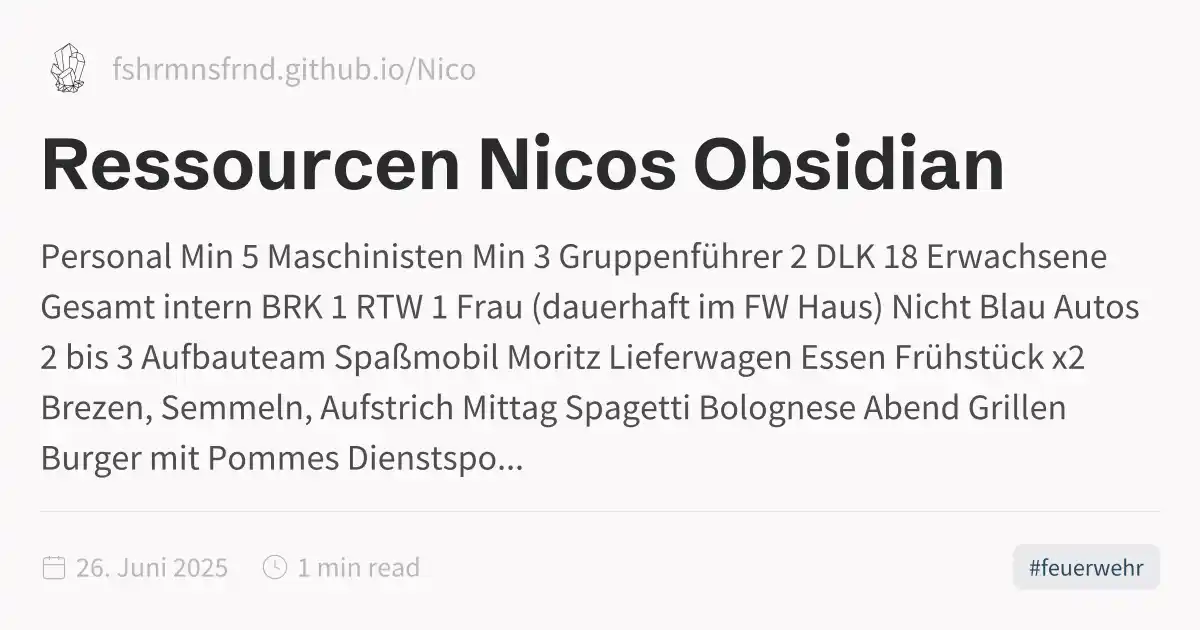 fshrmnsfrnd.github.io/Nico
Ressourcen Nicos Obsidian
Personal Min 5 Maschinisten Min 3 Gruppenführer 2 DLK 18 Erwachsene
Gesamt intern BRK 1 RTW 1 Frau (dauerhaft im FW Haus) Nicht Blau Autos
2 bis 3 Aufbauteam Spaßmobil Moritz Lieferwagen Essen Frühstück x2
Brezen, Semmeln, Aufstrich Mittag Spagetti Bolognese Abend Grillen
Burger mit Pommes Dienstspo...
26. Juni 2025 1 min read #feuerwehr